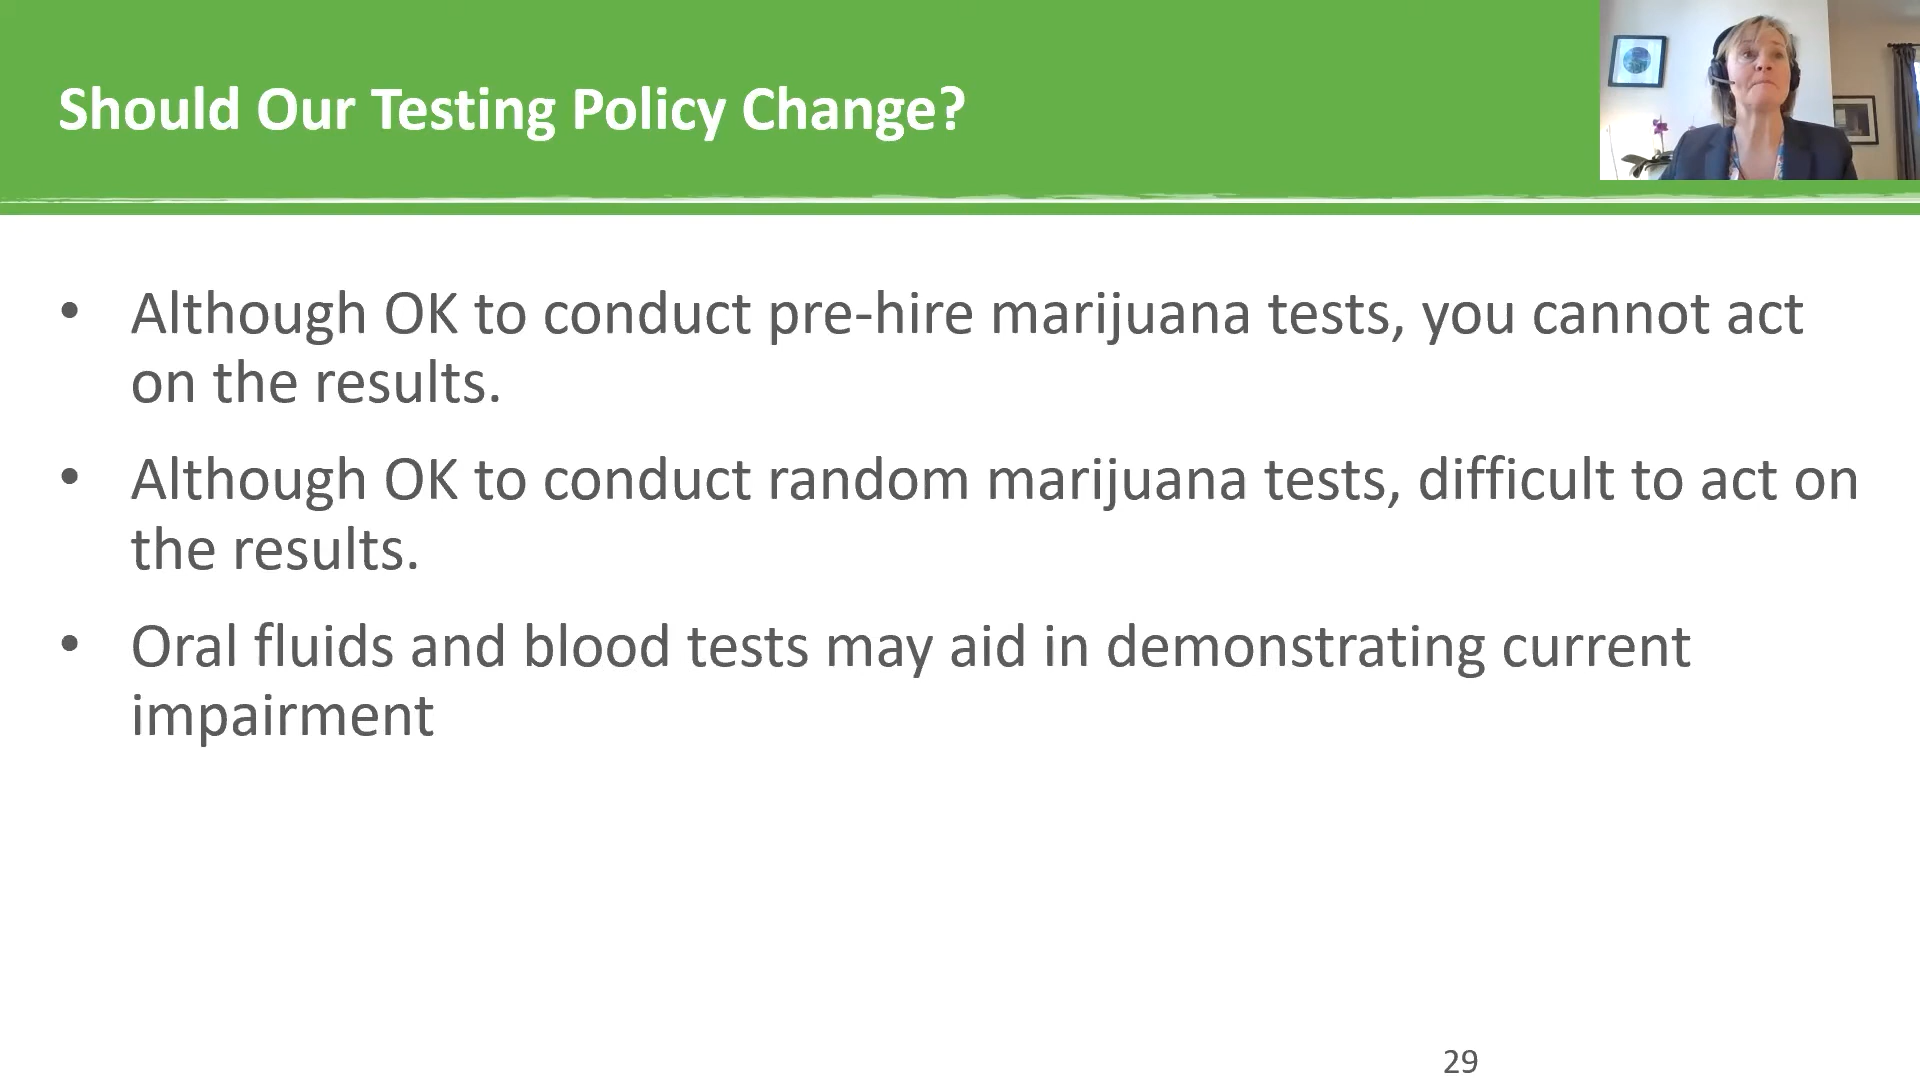 Should Our Testing Policy Change?
• Although OK to conduct pre-hire marijuana tests, you cannot act
on the results.
• Although OK to conduct random marijuana tests, difficult to act on
the results.
• Oral fluids and blood tests may aid in demonstrating current
impairment
29